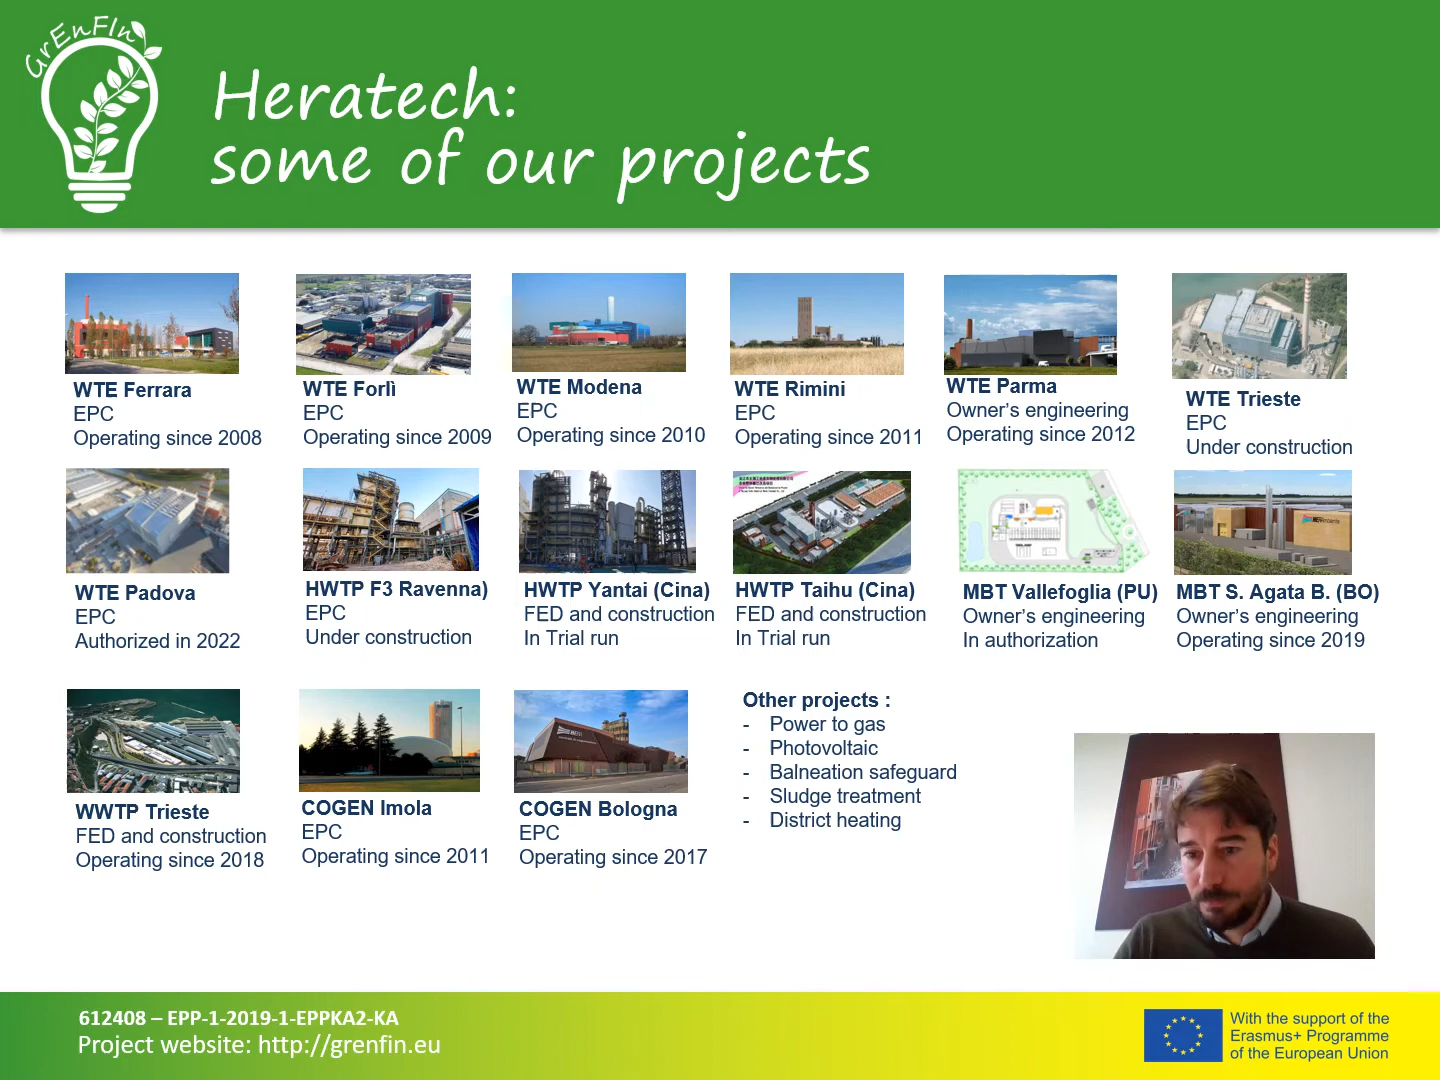 GrEnFIn
Heratech:
some of our projects
WTE Ferrara
EPC
Operating since 2008
WTE Forlì
EPC
Operating since 2009
WTE Modena
EPC
Operating since 2010
WTE Rimini
EPC
Operating since 2011
WTE Parma
Owner's engineering
Operating since 2012
WTE Trieste
EPC
Under construction
WTE Padova
EPC
Authorized in 2022
HWTP F3 Ravenna)
EPC
Under construction
HWTP Yantai (Cina)
FED and construction
In Trial run
HWTP Taihu (Cina)
FED and construction
In Trial run
MBT Vallefoglia (PU)
Owner's engineering
In authorization
MBT S. Agata B. (BO)
Owner's engineering
Operating since 2019
WWTP Trieste
FED and construction
Operating since 2018
COGEN Imola
EPC
Operating since 2011
COGEN Bologna
EPC
Operating since 2017
Other projects :
- Power to gas
- Photovoltaic
- Balneation safeguard
- Sludge treatment
- District heating
612408 – EPP-1-2019-1-EPPKA2-KA
Project website: http://grenfin.eu
With the support of the
Erasmus+ Programme
of the European Union